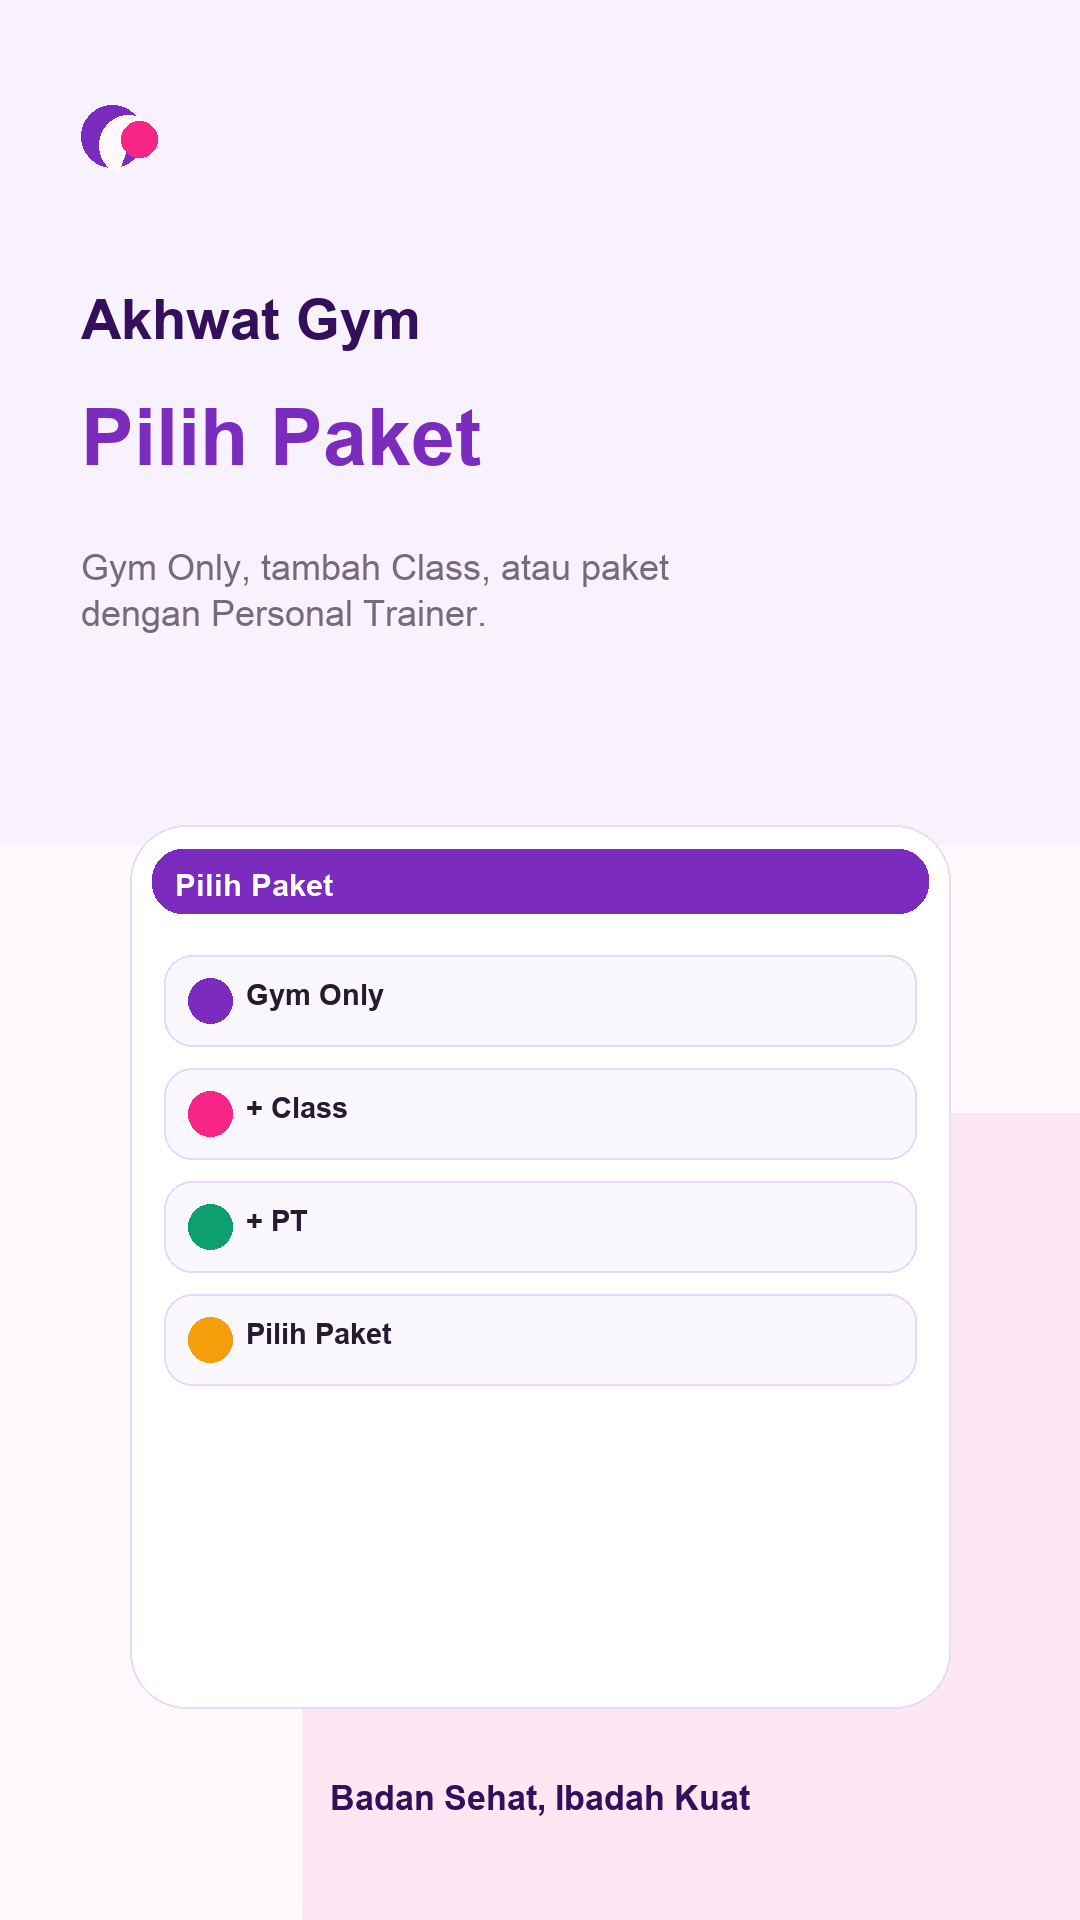 Akhwat Gym
Pilih Paket
Gym Only, tambah Class, atau paket
dengan Personal Trainer.
Pilih Paket
Gym Only
+ Class
+ PT
Pilih Paket
Badan Sehat, Ibadah Kuat